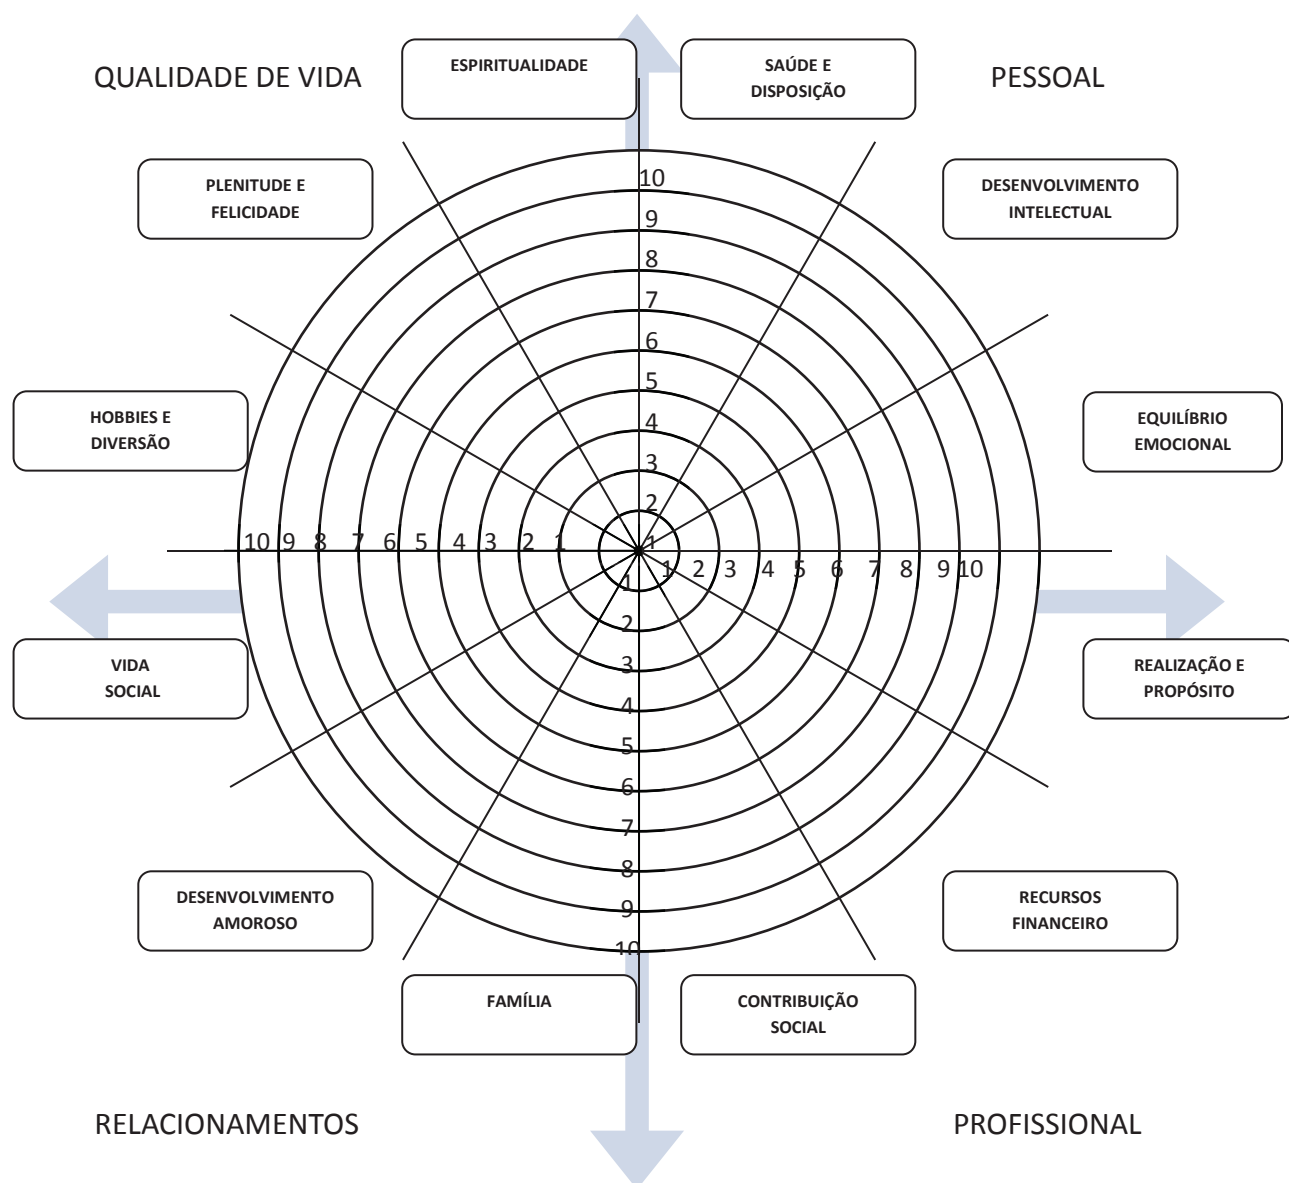 QUALIDADE DE VIDA
ESPIRITUALIDADE
SAÚDE E
DISPOSIÇÃO
PESSOAL
PLENITUDE E
FELICIDADE
DESENVOLVIMENTO
INTELECTUAL
HOBBIES E
DIVERSÃO
EQUILÍBRIO
EMOCIONAL
10
9
8
7
6
5
4
3
2
1
10 9 8 7 6 5 4 3 2 1
1 2 3 4 5 6 7 8 9 10
1
2
3
4
5
6
7
8
9
10
VIDA
SOCIAL
REALIZAÇÃO E
PROPÓSITO
DESENVOLVIMENTO
AMOROSO
RECURSOS
FINANCEIRO
FAMÍLIA
CONTRIBUIÇÃO
SOCIAL
RELACIONAMENTOS
PROFISSIONAL